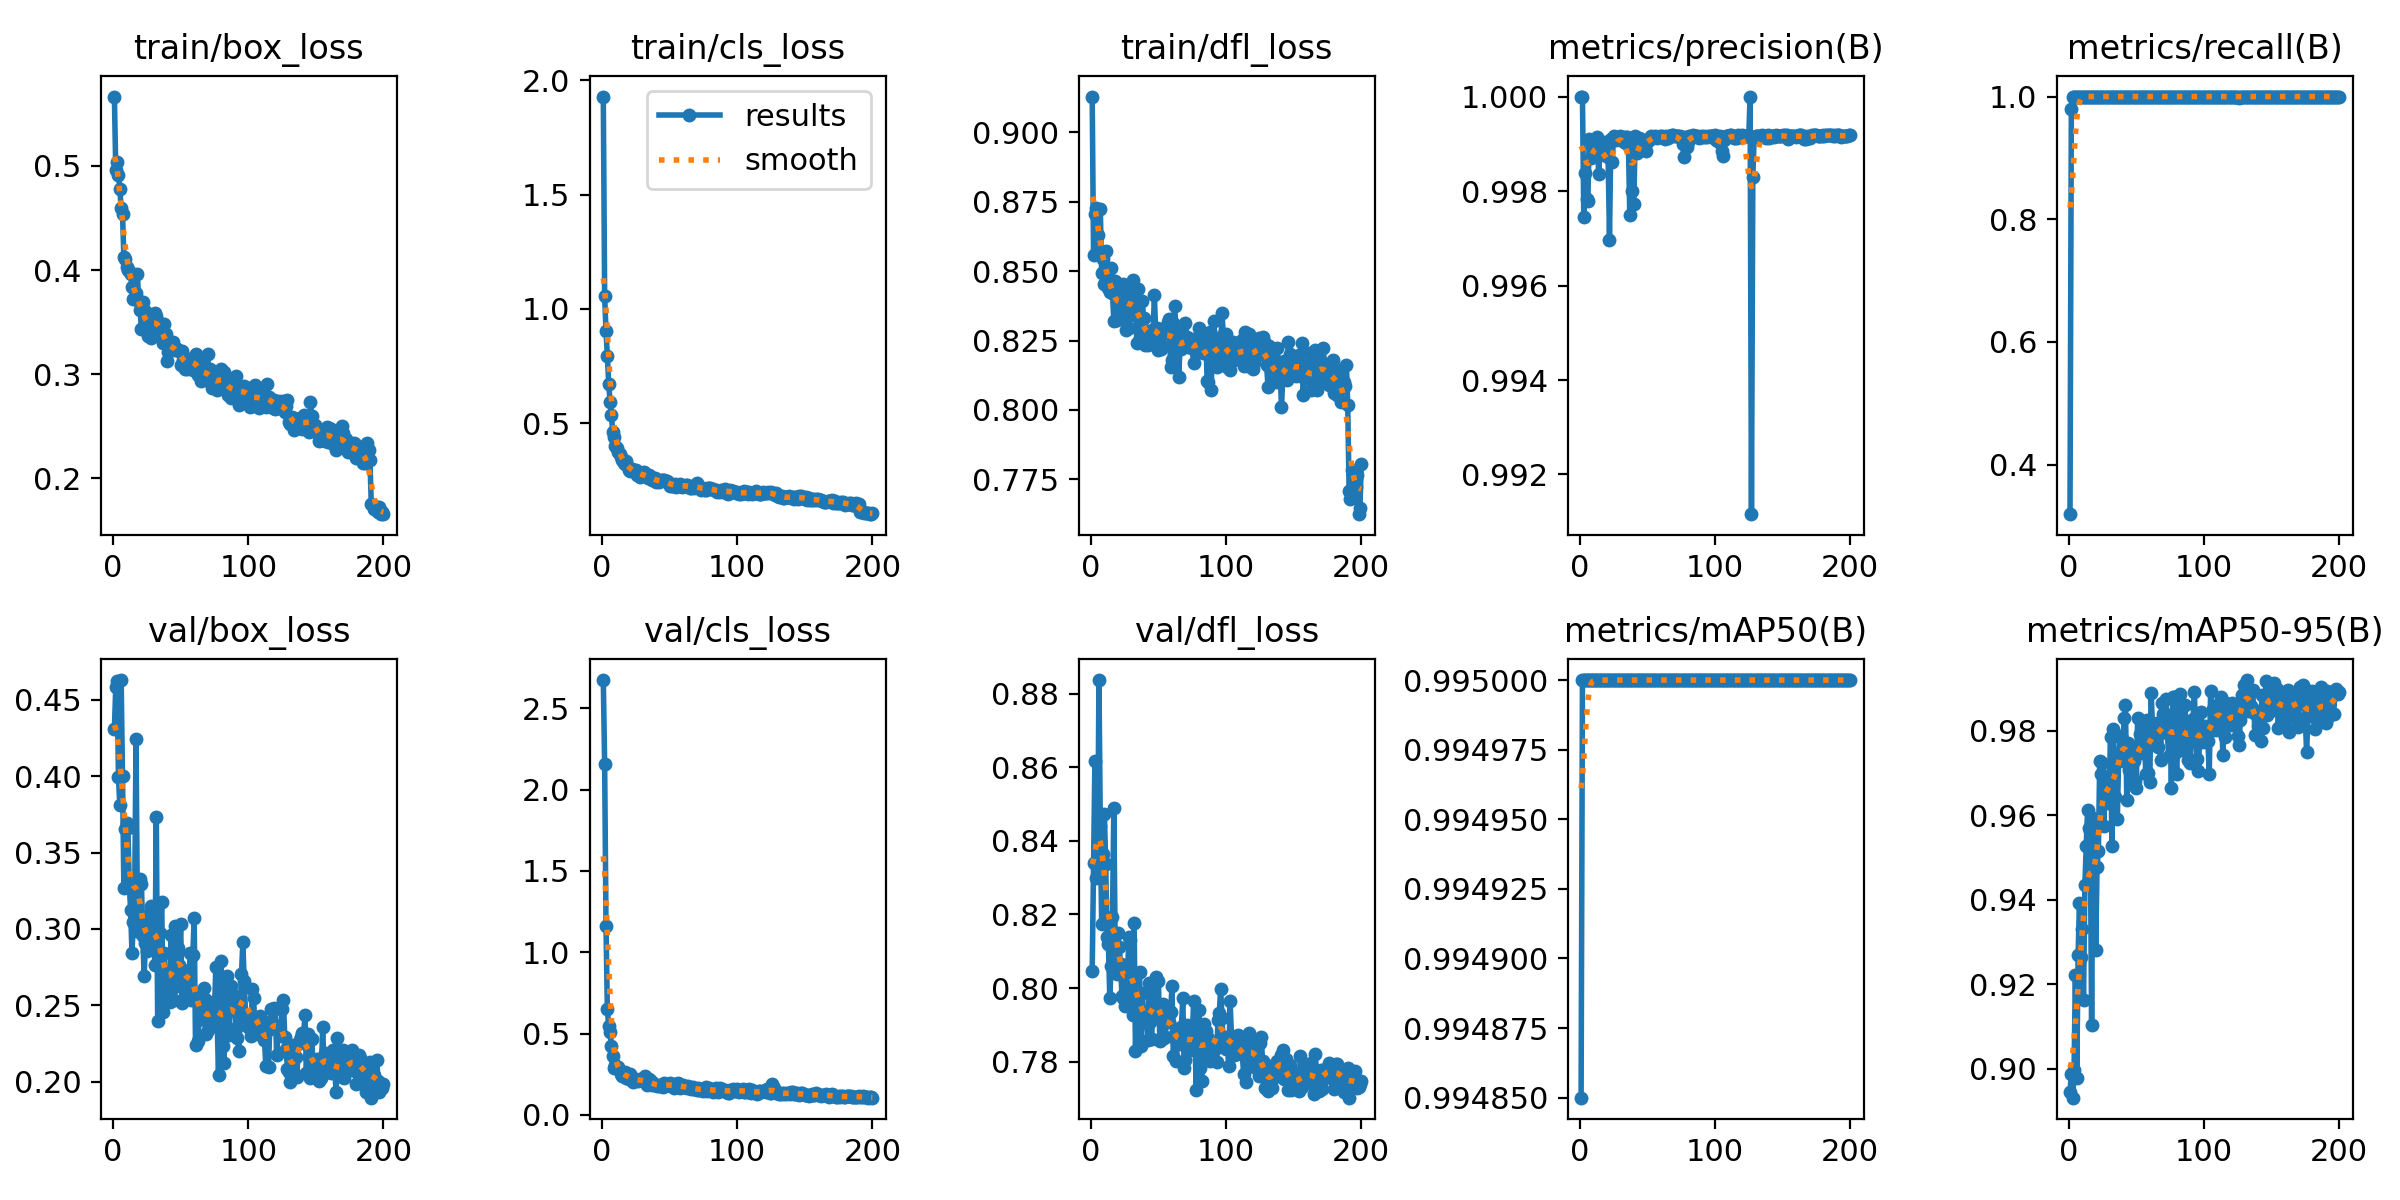 train/box_loss
0.5
0.4
0.3
0.2
0 100 200
train/cls_loss
2.0
1.5
1.0
0.5
results
smooth
0 100 200
train/dfl_loss
0.900
0.875
0.850
0.825
0.800
0.775
0 100 200
metrics/precision(B)
1.000
0.998
0.996
0.994
0.992
0 100 200
metrics/recall(B)
1.0
0.8
0.6
0.4
0 100 200
val/box_loss
0.45
0.40
0.35
0.30
0.25
0.20
0 100 200
val/cls_loss
2.5
2.0
1.5
1.0
0.5
0.0
0 100 200
val/dfl_loss
0.88
0.86
0.84
0.82
0.80
0.78
0 100 200
metrics/mAP50(B)
0.995000
0.994975
0.994950
0.994925
0.994900
0.994875
0.994850
0 100 200
metrics/mAP50-95(B)
0.98
0.96
0.94
0.92
0.90
0 100 200